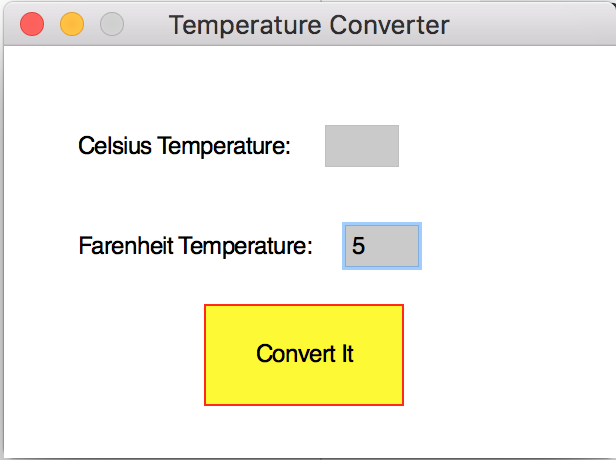 Temperature Converter
Celsius Temperature:
Farenheit Temperature: 5
Convert It